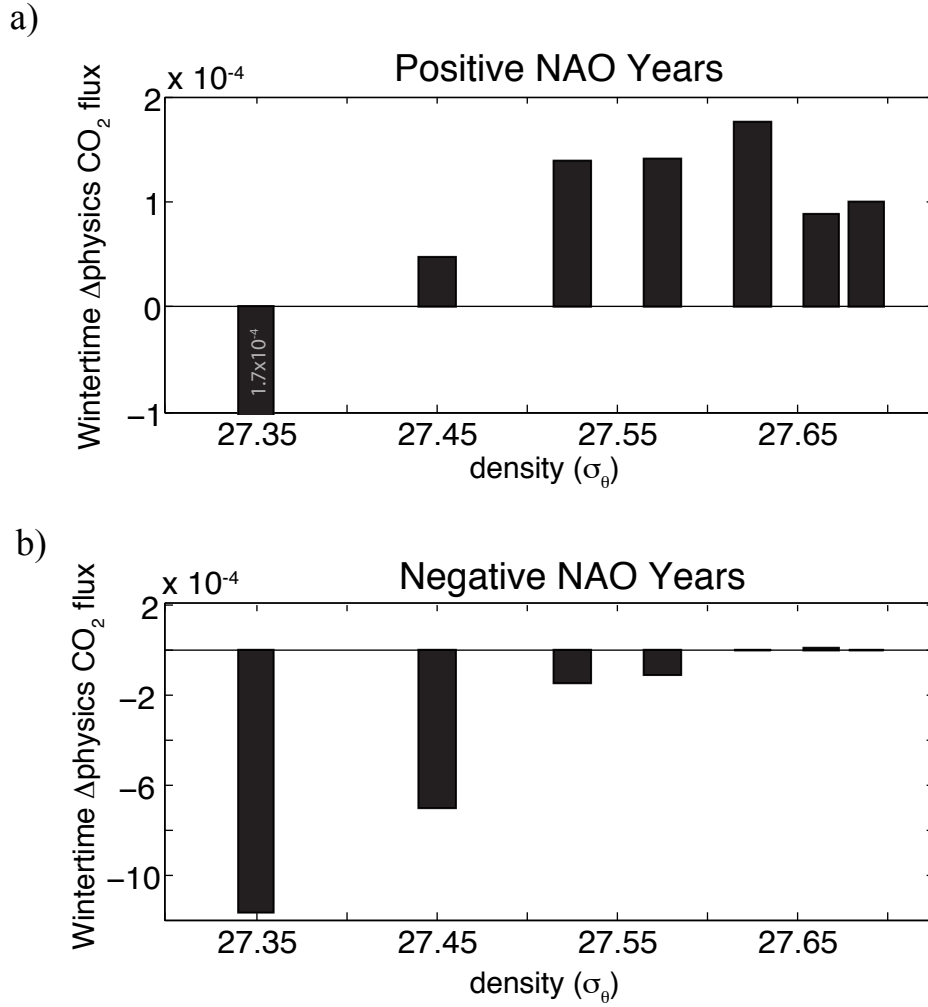 a)
x 10⁻⁴
Positive NAO Years
Wintertime Δphysics CO₂ flux
2
1
0
−1
1.7x10⁻⁴
27.35 27.45 27.55 27.65
density (σ_θ)
b)
x 10⁻⁴
Negative NAO Years
Wintertime Δphysics CO₂ flux
2
−2
−6
−10
27.35 27.45 27.55 27.65
density (σ_θ)